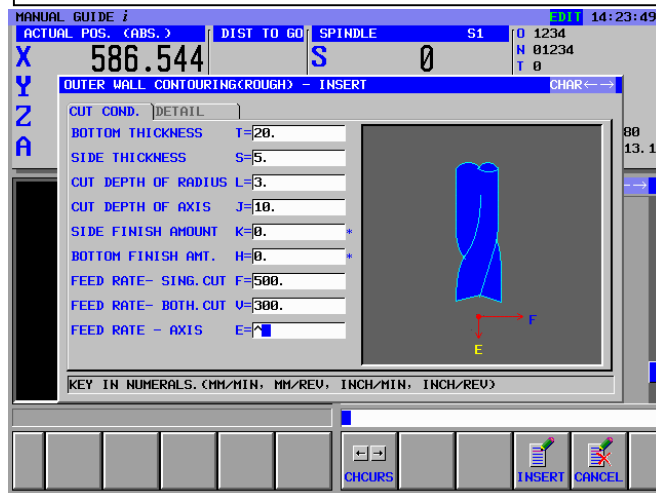 MANUAL GUIDE i EDIT 14:23:49
ACTUAL POS. (ABS.) DIST TO GO SPINDLE S1 O 1234
X 586.544 S 0 N 01234
T 0
Y
Z
A
80
13.1
OUTER WALL CONTOURING(ROUGH) - INSERT CHAR←→
CUT COND. DETAIL
BOTTOM THICKNESS T=20.
SIDE THICKNESS S=5.
CUT DEPTH OF RADIUS L=3.
CUT DEPTH OF AXIS J=10.
SIDE FINISH AMOUNT K=0. *
BOTTOM FINISH AMT. H=0. *
FEED RATE- SING.CUT F=500.
FEED RATE- BOTH.CUT V=300.
FEED RATE - AXIS E=^
F
E
KEY IN NUMERALS.(MM/MIN, MM/REV, INCH/MIN, INCH/REV)
←→
CHCURS INSERT CANCEL